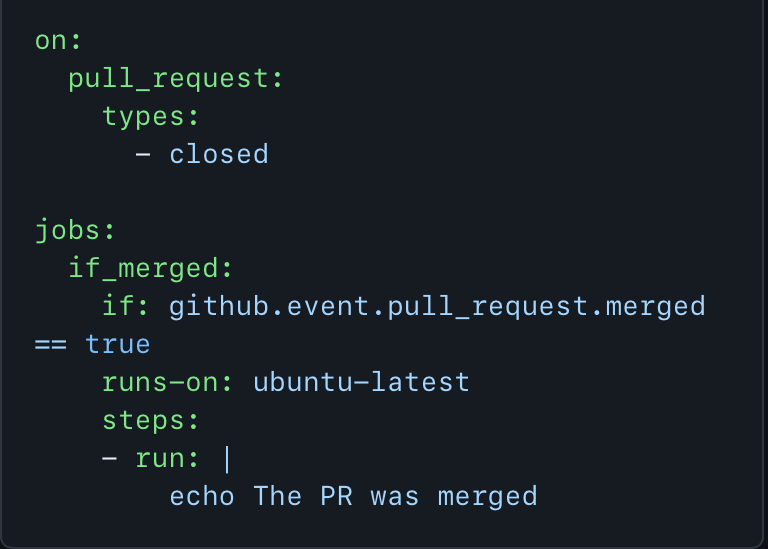 on:
  pull_request:
    types:
      - closed

jobs:
  if_merged:
    if: github.event.pull_request.merged
== true
    runs-on: ubuntu-latest
    steps:
    - run: |
        echo The PR was merged